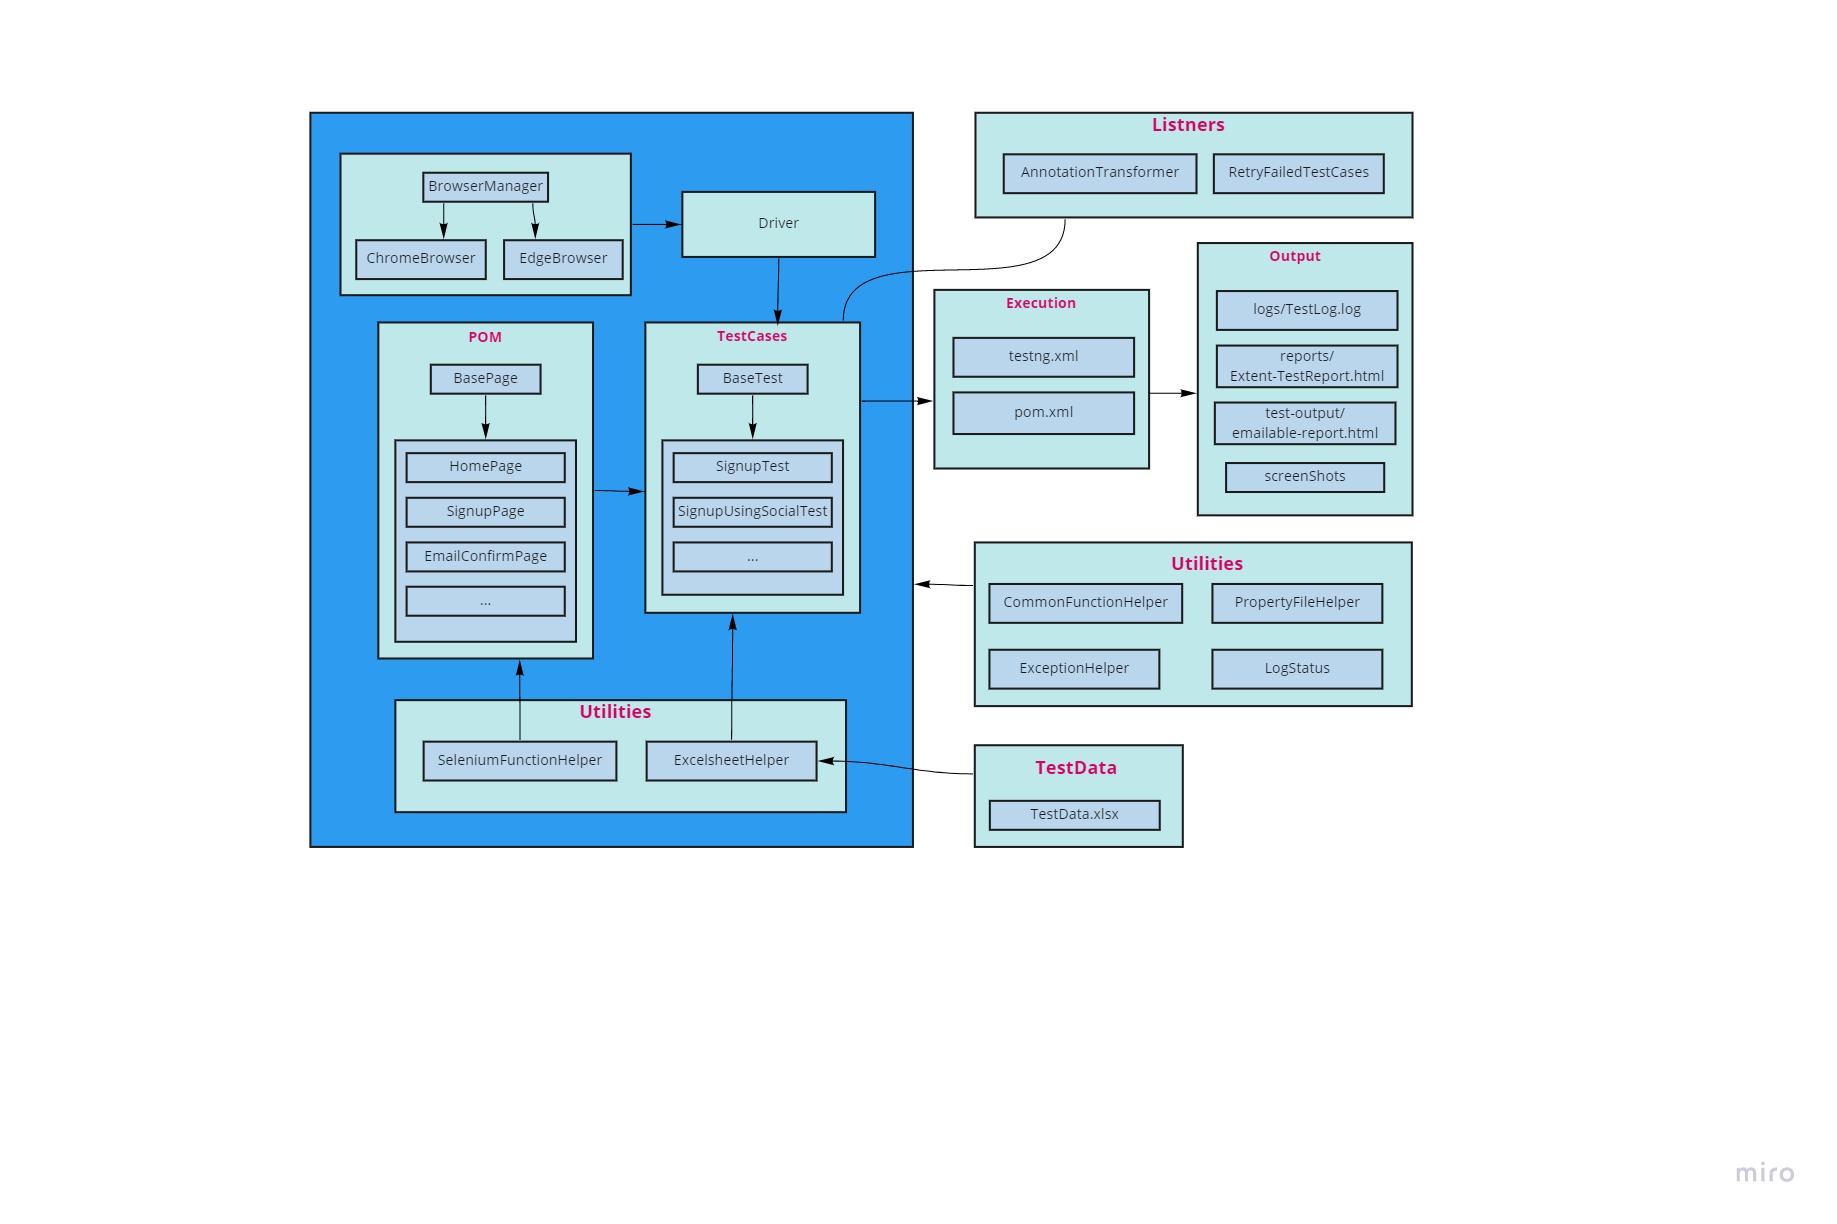 BrowserManager
ChromeBrowser
EdgeBrowser
Driver
POM
BasePage
HomePage
SignupPage
EmailConfirmPage
...
TestCases
BaseTest
SignupTest
SignupUsingSocialTest
...
Utilities
SeleniumFunctionHelper
ExcelsheetHelper
Listners
AnnotationTransformer
RetryFailedTestCases
Execution
testng.xml
pom.xml
Output
logs/TestLog.log
reports/
Extent-TestReport.html
test-output/
emailable-report.html
screenShots
Utilities
CommonFunctionHelper
PropertyFileHelper
ExceptionHelper
LogStatus
TestData
TestData.xlsx
miro